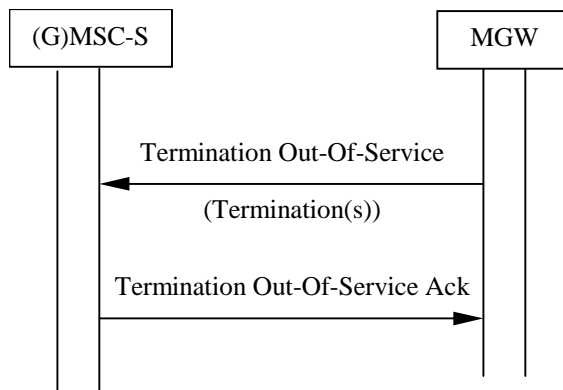 (G)MSC-S
MGW
Termination Out-Of-Service
(Termination(s))
Termination Out-Of-Service Ack